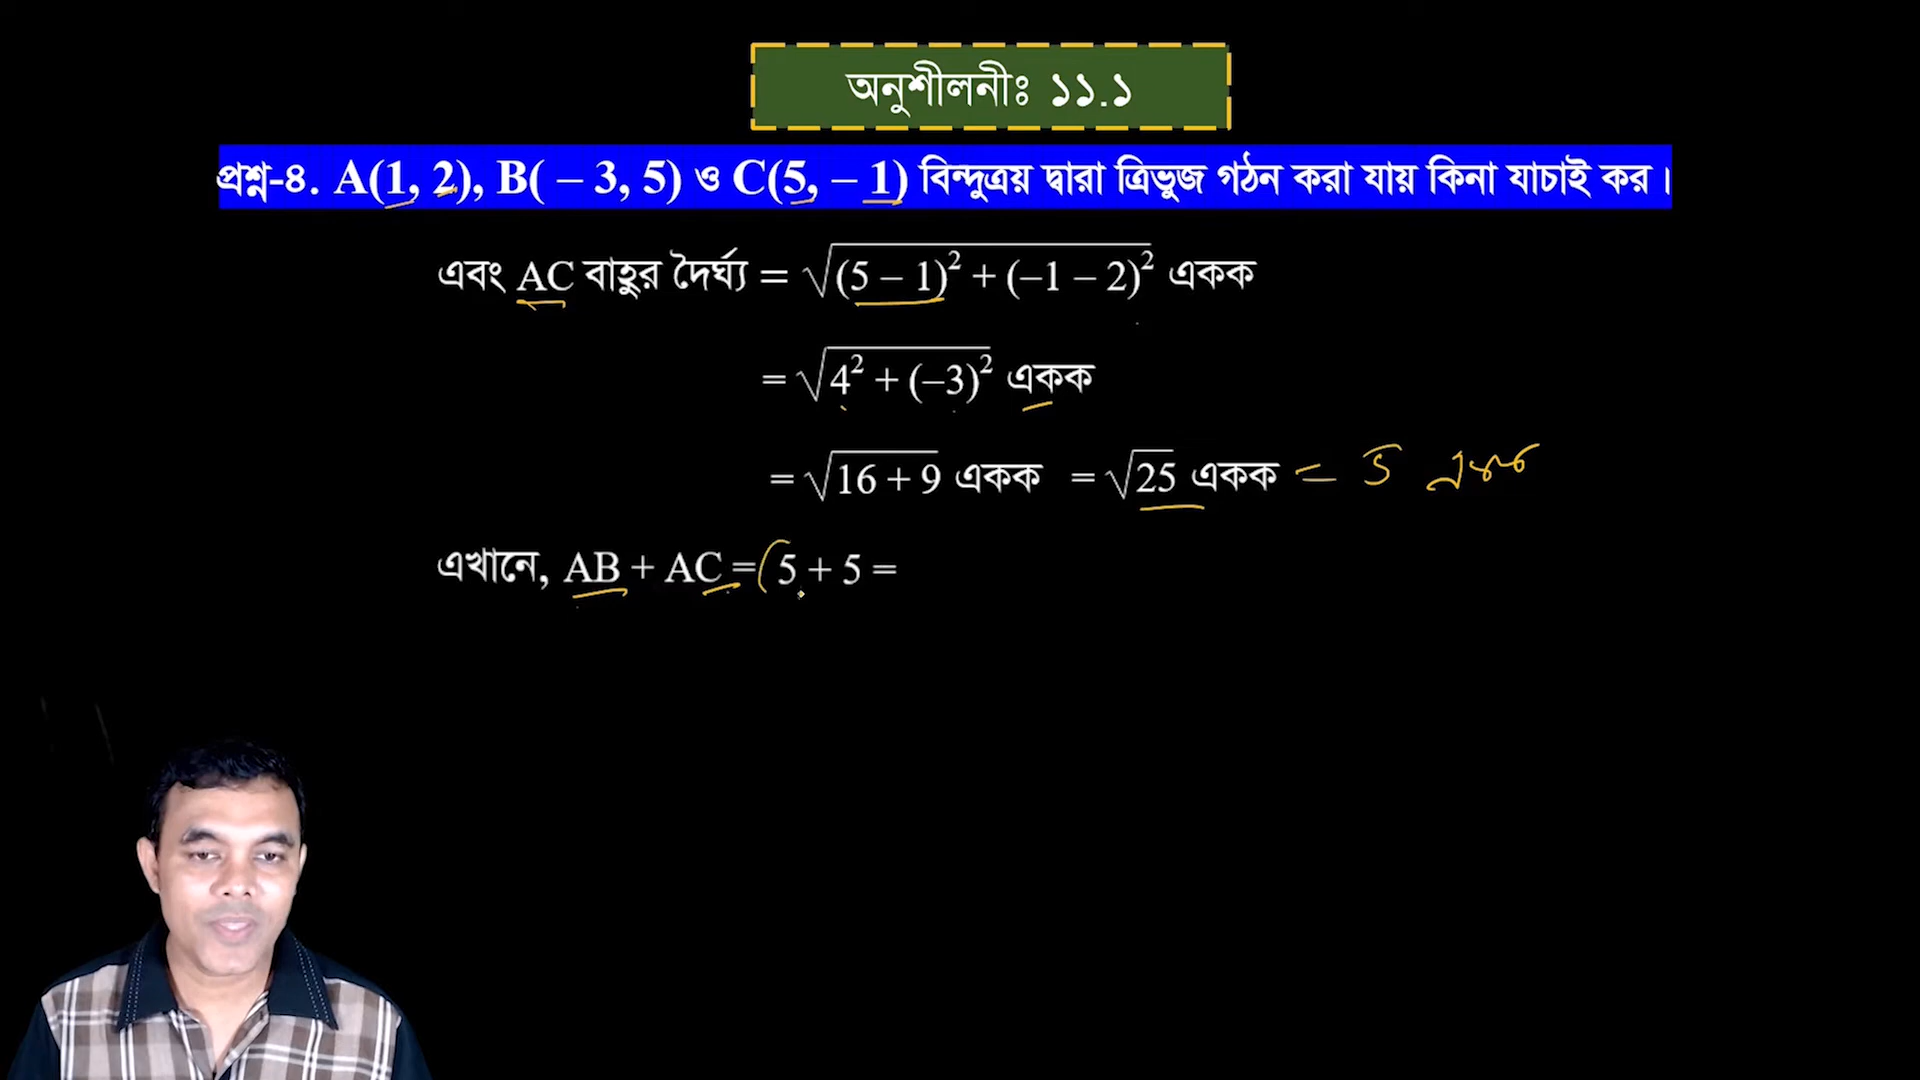 অনুশীলনীঃ ১১.১
প্রশ্ন-৪. A(1, 2), B( – 3, 5) ও C(5, – 1) বিন্দুত্রয় দ্বারা ত্রিভুজ গঠন করা যায় কিনা যাচাই কর।
এবং AC বাহুর দৈর্ঘ্য = √(5 – 1)² + (–1 – 2)² একক
= √4² + (–3)² একক
= √16 + 9 একক = √25 একক = 5 একক
এখানে, AB + AC = (5 + 5 =